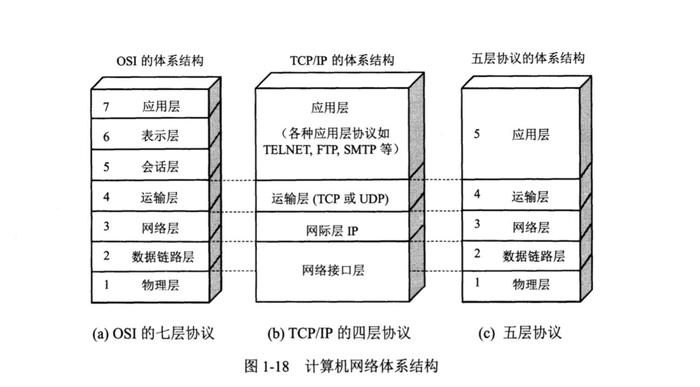 OSI 的体系结构
7 应用层
6 表示层
5 会话层
4 运输层
3 网络层
2 数据链路层
1 物理层
(a) OSI 的七层协议
TCP/IP 的体系结构
应用层
（各种应用层协议如
TELNET, FTP, SMTP 等）
运输层 (TCP 或 UDP)
网际层 IP
网络接口层
(b) TCP/IP 的四层协议
五层协议的体系结构
5 应用层
4 运输层
3 网络层
2 数据链路层
1 物理层
(c) 五层协议
图 1-18 计算机网络体系结构